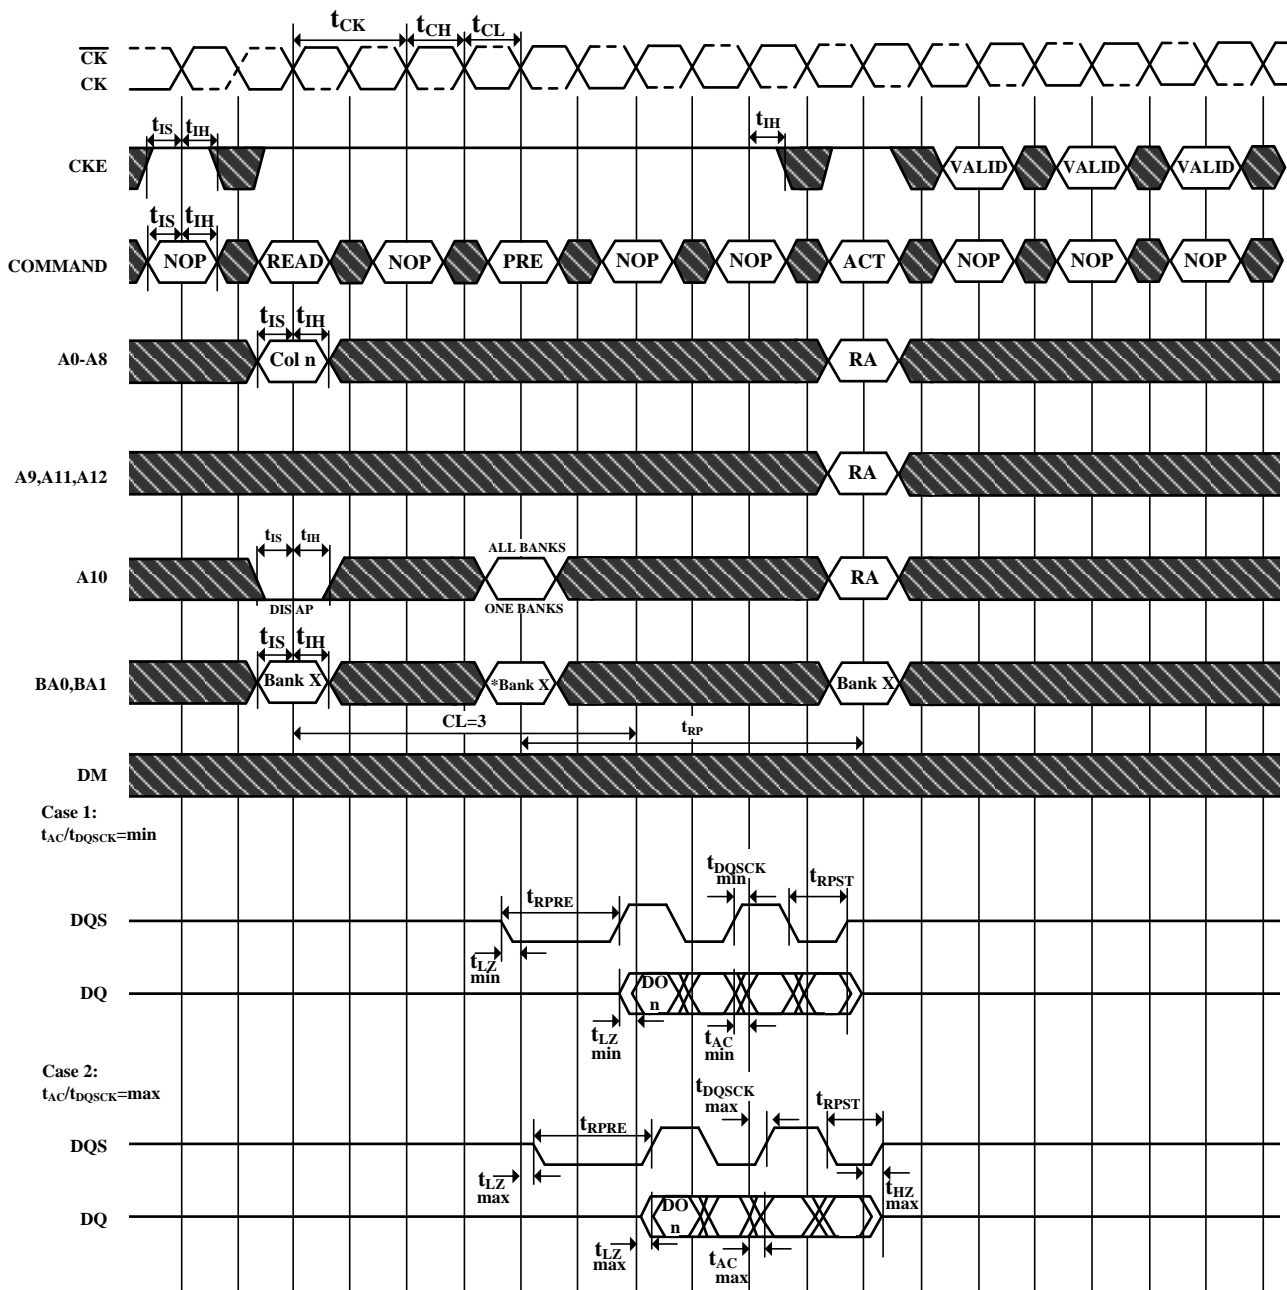 tCK tCH tCL
CK
CK
tIS tIH tIH
CKE VALID VALID VALID
tIS tIH
COMMAND NOP READ NOP PRE NOP NOP ACT NOP NOP NOP
tIS tIH
A0-A8 Col n RA
A9,A11,A12 RA
tIS tIH ALL BANKS
A10 RA
DIS AP ONE BANKS
tIS tIH
BA0,BA1 Bank X *Bank X Bank X
CL=3 tRP
DM
Case 1:
tAC/tDQSCK=min
tDQSCK
min
tRPST
tRPRE
DQS
tLZ
min
DQ DO
n
tLZ
min
tAC
min
Case 2:
tAC/tDQSCK=max
tDQSCK
max
tRPST
tRPRE
DQS
tLZ
max
tHZ
max
DQ DO
n
tLZ
max
tAC
max